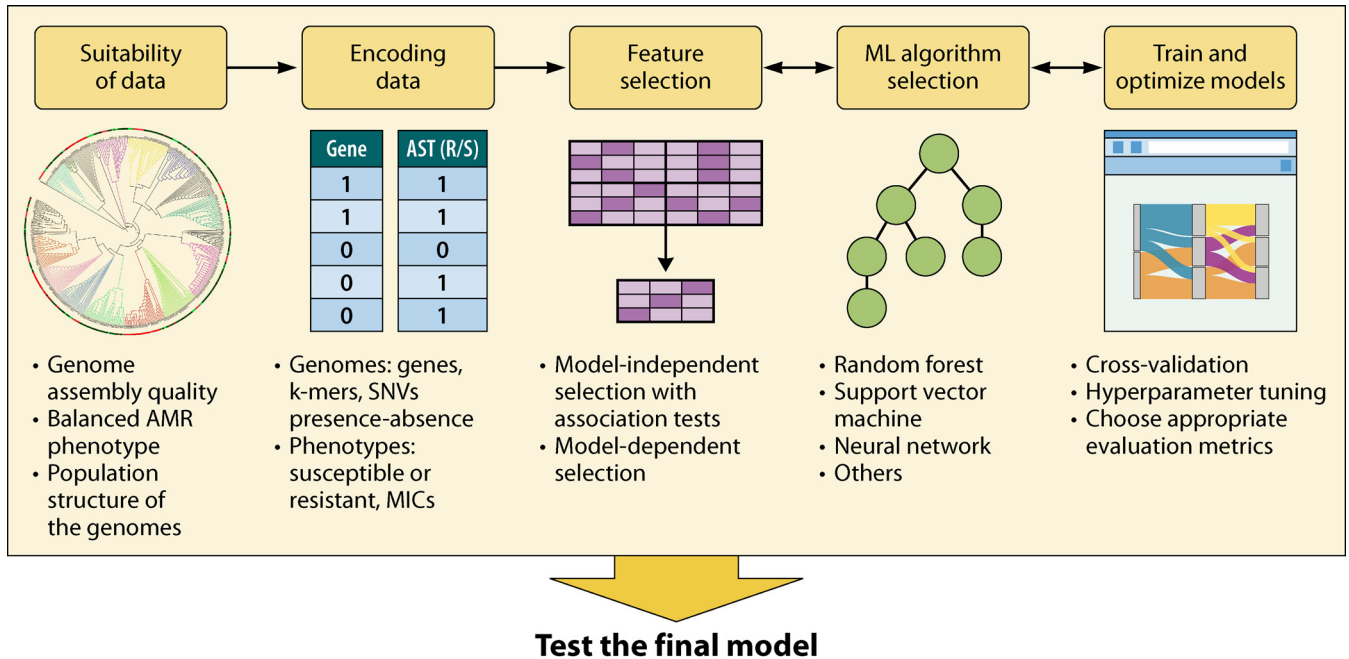 Suitability
of data
Encoding
data
Feature
selection
ML algorithm
selection
Train and
optimize models
Gene
1
1
0
0
0
AST (R/S)
1
1
0
1
1
• Genome
assembly quality
• Balanced AMR
phenotype
• Population
structure of
the genomes
• Genomes: genes,
k-mers, SNVs
presence-absence
• Phenotypes:
susceptible or
resistant, MICs
• Model-independent
selection with
association tests
• Model-dependent
selection
• Random forest
• Support vector
machine
• Neural network
• Others
• Cross-validation
• Hyperparameter tuning
• Choose appropriate
evaluation metrics
Test the final model